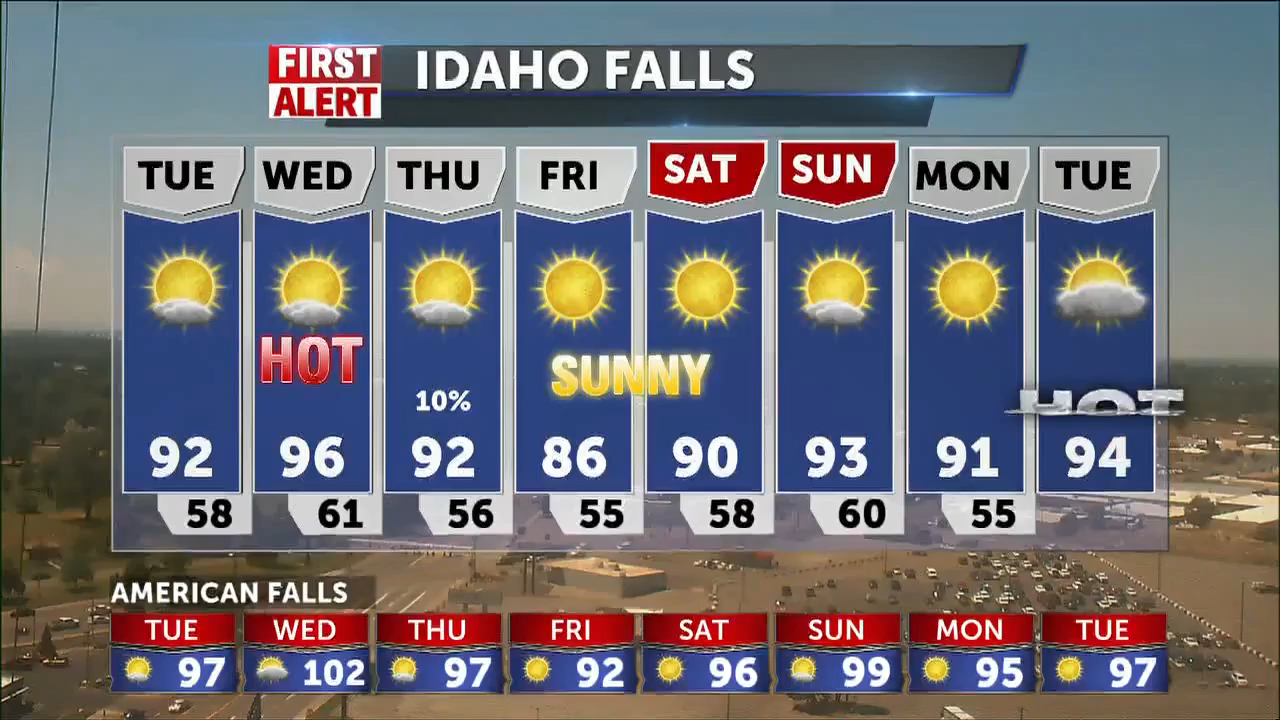 FIRST
ALERT
IDAHO FALLS
TUE WED THU FRI SAT SUN MON TUE
HOT
SUNNY
10%
HOT
92 96 92 86 90 93 91 94
58 61 56 55 58 60 55
AMERICAN FALLS
TUE WED THU FRI SAT SUN MON TUE
97 102 97 92 96 99 95 97